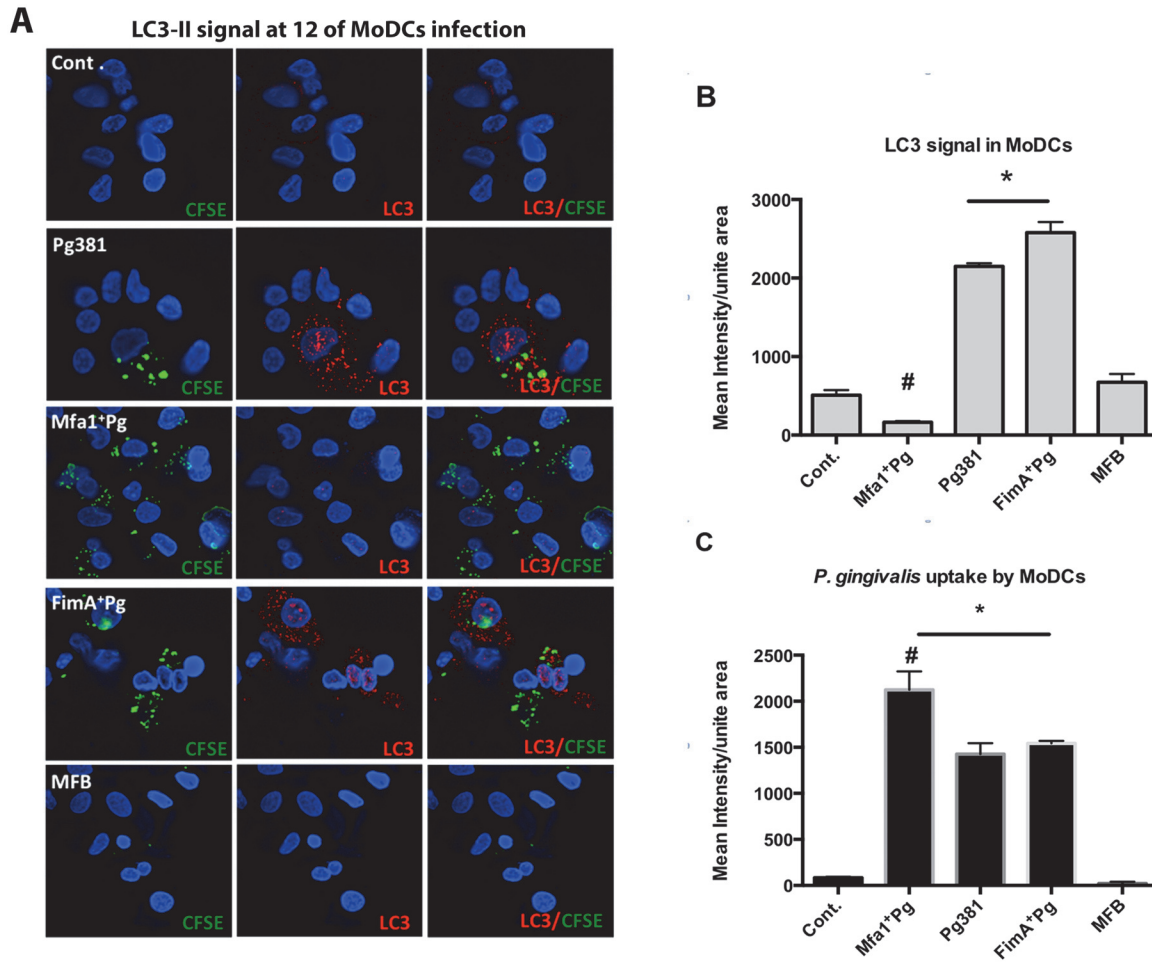 A
LC3-II signal at 12 of MoDCs infection
Cont .
CFSE
LC3
LC3/CFSE
Pg381
CFSE
LC3
LC3/CFSE
Mfa1⁺Pg
CFSE
LC3
LC3/CFSE
FimA⁺Pg
CFSE
LC3
LC3/CFSE
MFB
CFSE
LC3
LC3/CFSE
B
LC3 signal in MoDCs
*
#
Mean Intensity/unite area
3000
2000
1000
0
Cont.
Mfa1⁺Pg
Pg381
FimA⁺Pg
MFB
C
P. gingivalis uptake by MoDCs
*
#
Mean Intensity/unite area
2500
2000
1500
1000
500
0
Cont.
Mfa1⁺Pg
Pg381
FimA⁺Pg
MFB